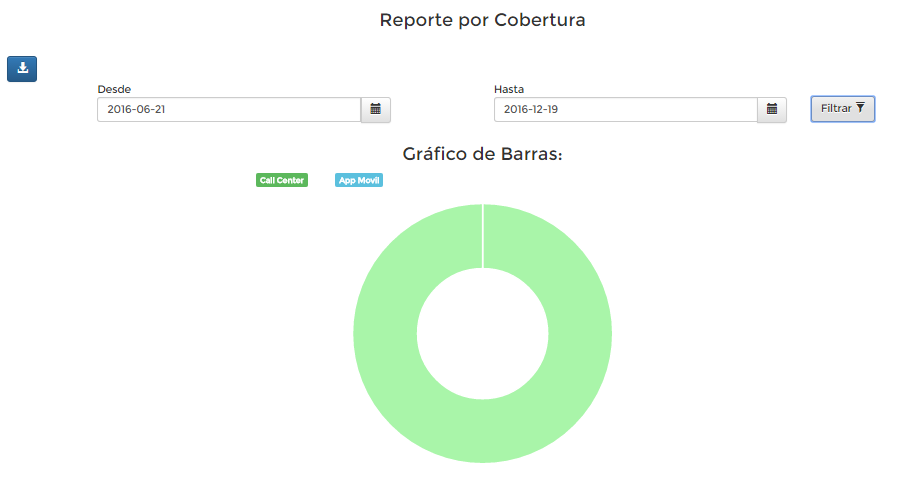 Reporte por Cobertura
Desde
Hasta
2016-06-21
2016-12-19
Filtrar
Gráfico de Barras:
Call Center
App Movil